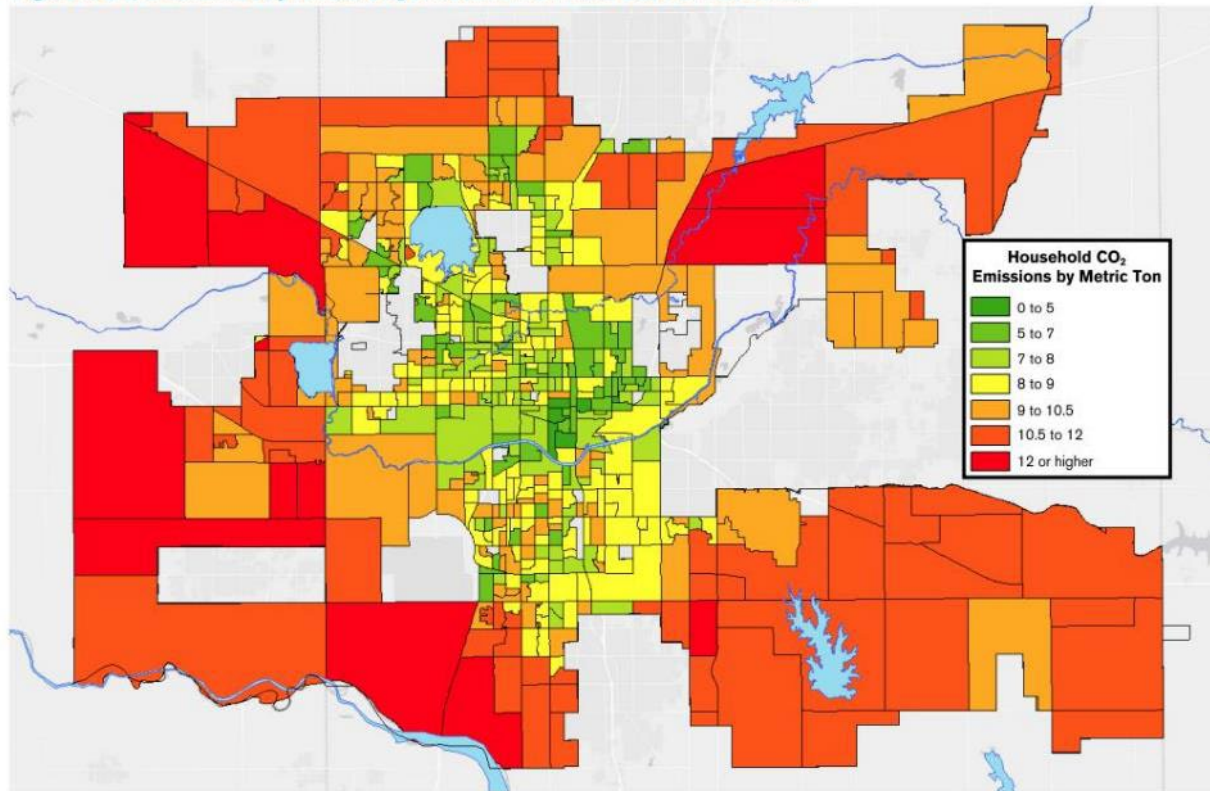 Household CO₂
Emissions by Metric Ton
0 to 5
5 to 7
7 to 8
8 to 9
9 to 10.5
10.5 to 12
12 or higher